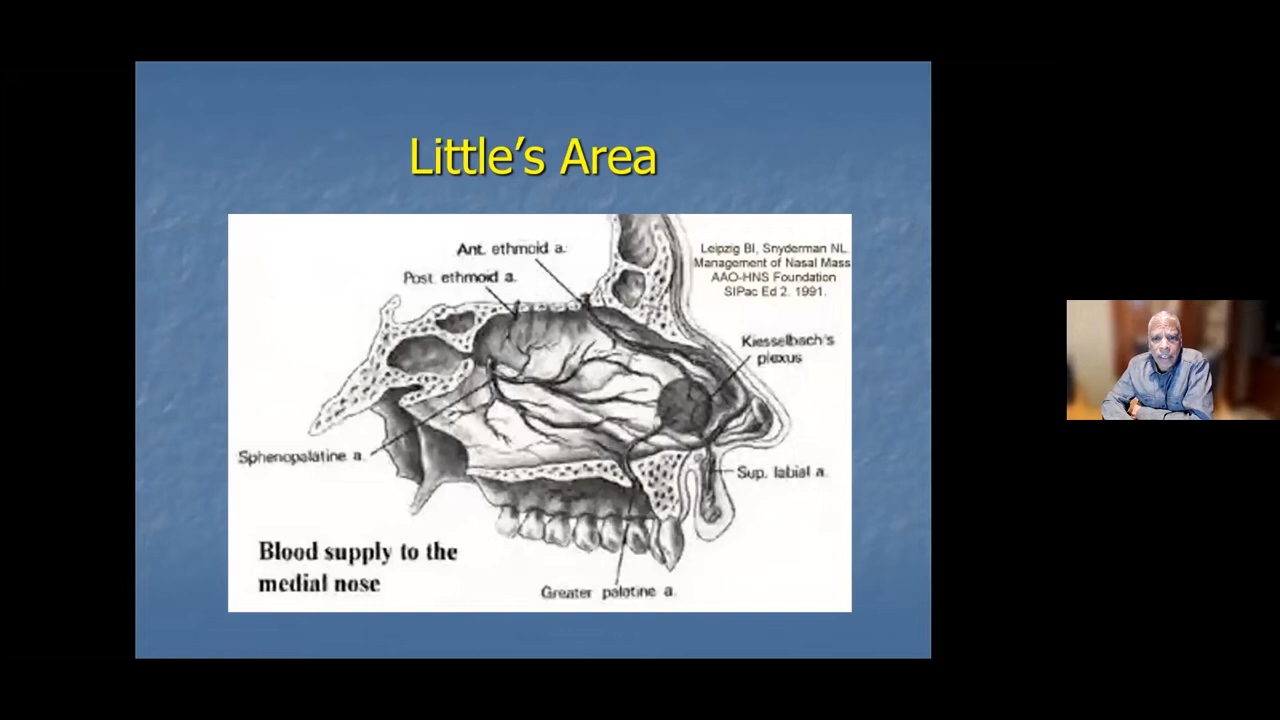 Little's Area
Ant. ethmoid a.
Post. ethmoid a.
Leipzig BI, Snyderman NL
Management of Nasal Mass
AAO-HNS Foundation
SIPac Ed 2. 1991.
Kiesselbach's
plexus
Sphenopalatine a.
Sup. labial a.
Blood supply to the
medial nose
Greater palatine a.